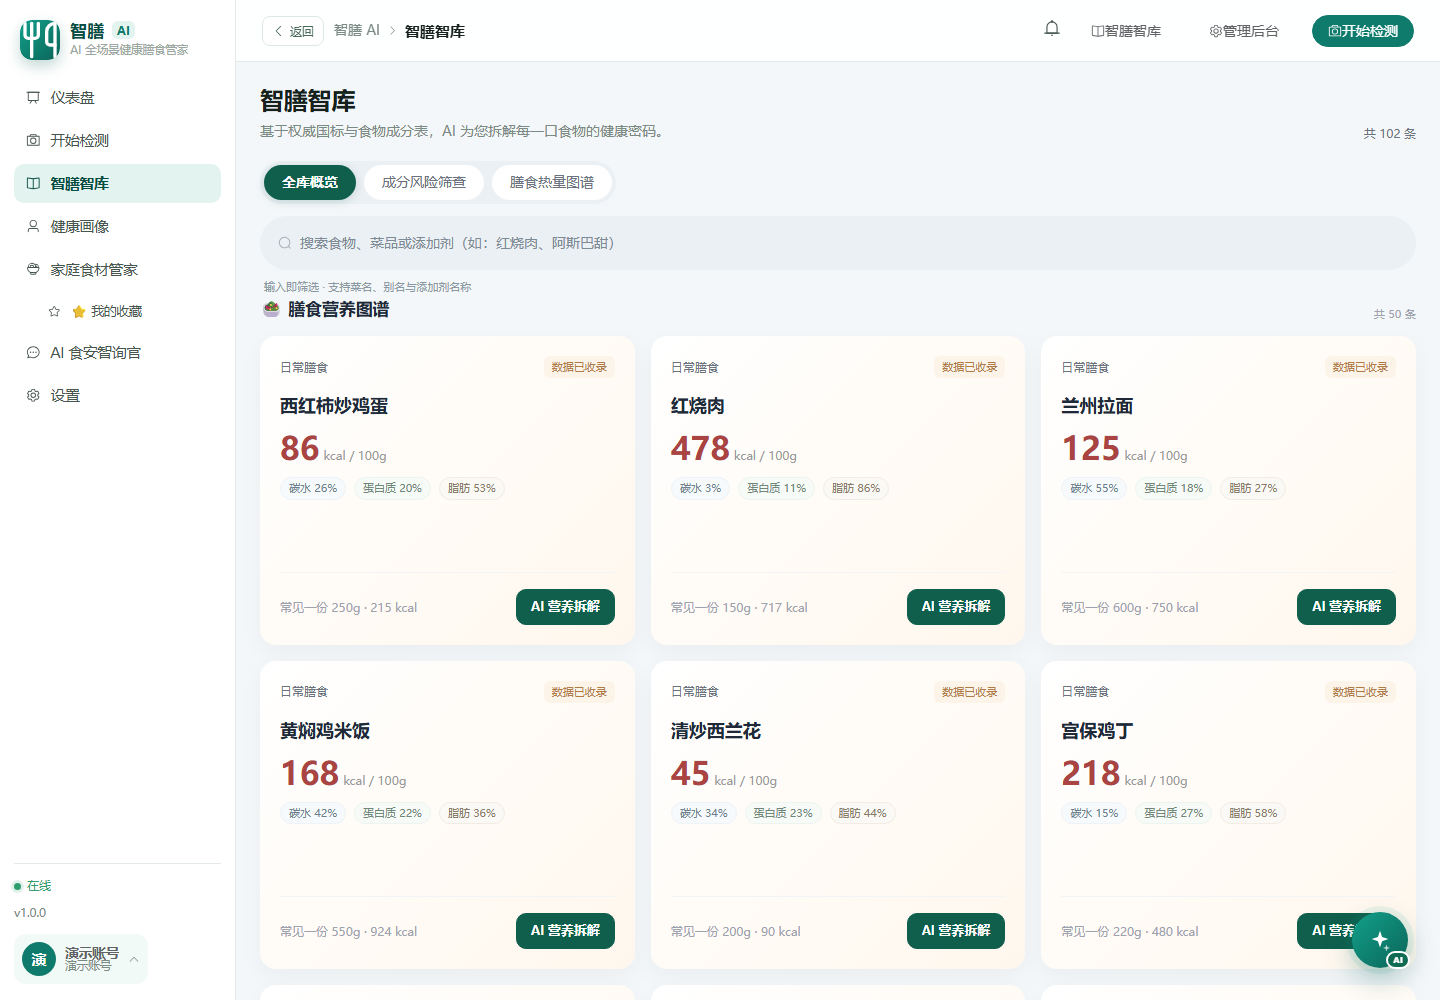 智膳 AI
AI 全场景健康膳食管家
仪表盘
开始检测
智膳智库
健康画像
家庭食材管家
我的收藏
AI 食安智询官
设置
在线
v1.0.0
演
演示账号
演示账号
返回
智膳 AI
智膳智库
智膳智库
管理后台
开始检测
智膳智库
基于权威国标与食物成分表，AI 为您拆解每一口食物的健康密码。
共 102 条
全库概览
成分风险筛查
膳食热量图谱
搜索食物、菜品或添加剂（如：红烧肉、阿斯巴甜）
输入即筛选 · 支持菜名、别名与添加剂名称
膳食营养图谱
共 50 条
日常膳食
数据已收录
西红柿炒鸡蛋
86 kcal / 100g
碳水 26% 蛋白质 20% 脂肪 53%
常见一份 250g · 215 kcal
AI 营养拆解
日常膳食
数据已收录
红烧肉
478 kcal / 100g
碳水 3% 蛋白质 11% 脂肪 86%
常见一份 150g · 717 kcal
AI 营养拆解
日常膳食
数据已收录
兰州拉面
125 kcal / 100g
碳水 55% 蛋白质 18% 脂肪 27%
常见一份 600g · 750 kcal
AI 营养拆解
日常膳食
数据已收录
黄焖鸡米饭
168 kcal / 100g
碳水 42% 蛋白质 22% 脂肪 36%
常见一份 550g · 924 kcal
AI 营养拆解
日常膳食
数据已收录
清炒西兰花
45 kcal / 100g
碳水 34% 蛋白质 23% 脂肪 44%
常见一份 200g · 90 kcal
AI 营养拆解
日常膳食
数据已收录
宫保鸡丁
218 kcal / 100g
碳水 15% 蛋白质 27% 脂肪 58%
常见一份 220g · 480 kcal
AI 营
AI